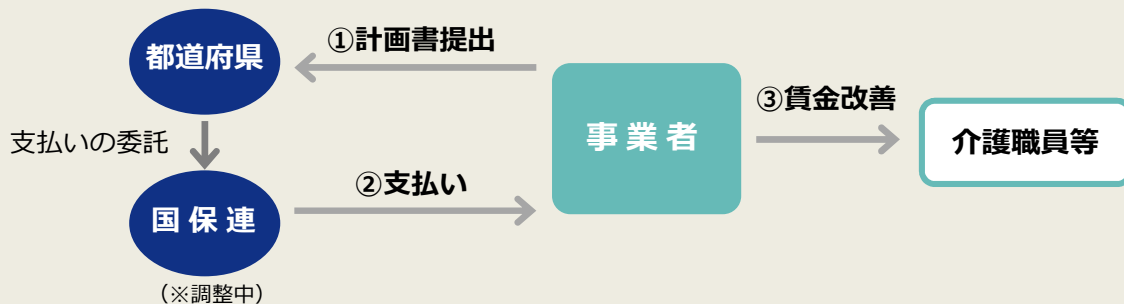 都道府県
①計画書提出
事業者
③賃金改善
介護職員等
支払いの委託
②支払い
国保連
（※調整中）